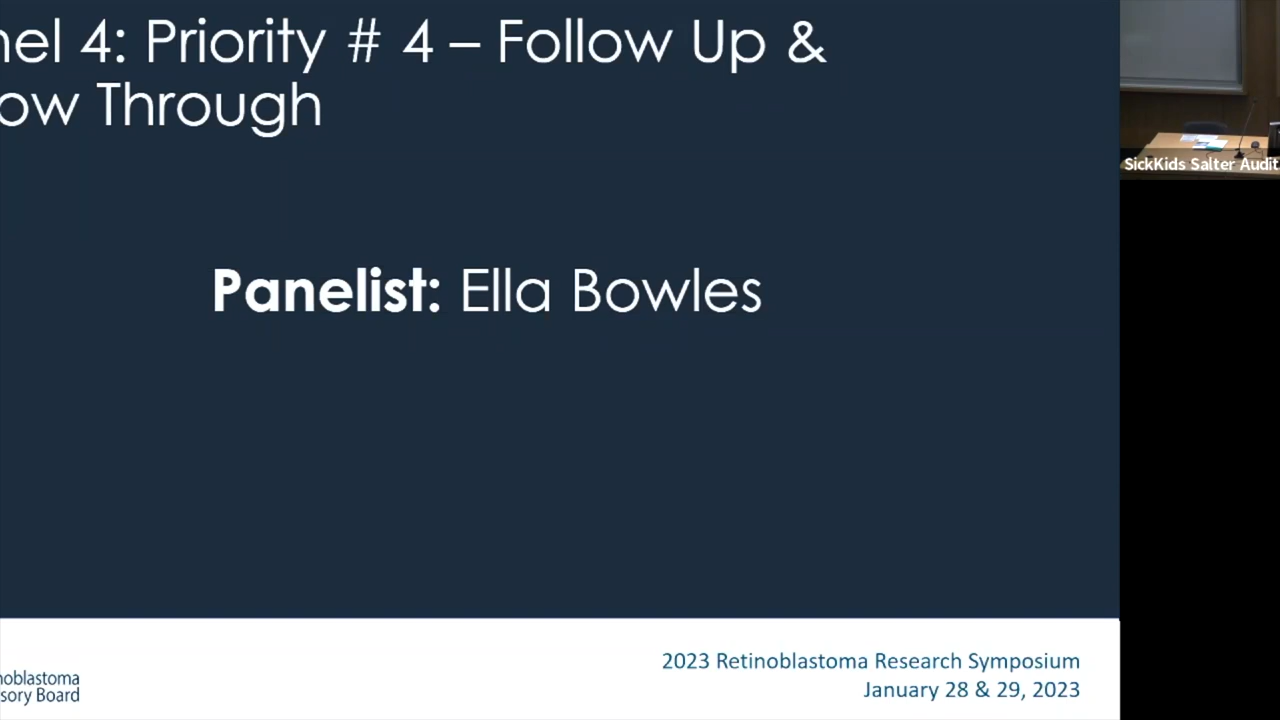 nel 4: Priority # 4 – Follow Up &
ow Through
SickKids Salter Audit
Panelist: Ella Bowles
2023 Retinoblastoma Research Symposium
January 28 & 29, 2023
noblastoma
sory Board